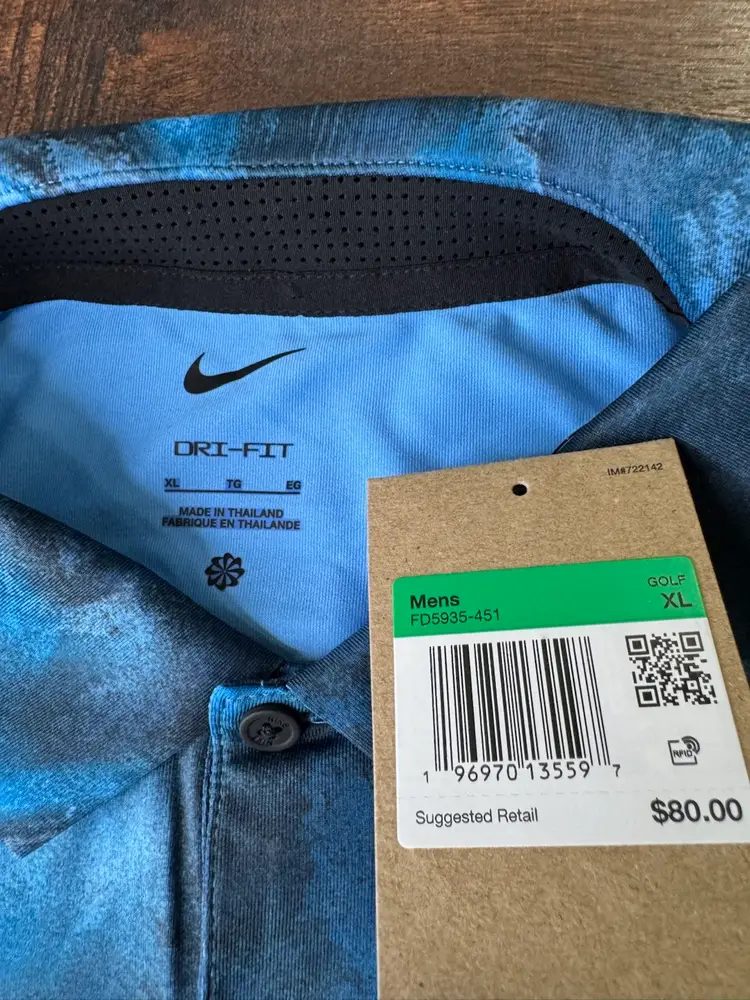 DRI-FIT
XL TG EG
MADE IN THAILAND
FABRIQUE EN THAILANDE
IM#722142
Mens GOLF
FD5935-451 XL
1 96970 13559 7
RFID
Suggested Retail $80.00